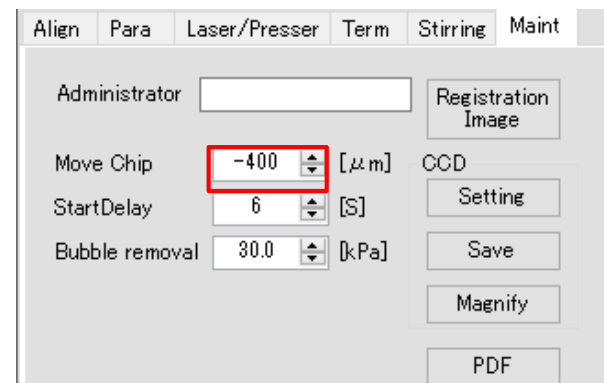 Align Para Laser/Presser Term Stirring Maint
Administrator
Registration
Image
Move Chip -400 [μm]
CCD
StartDelay 6 [S]
Setting
Bubble removal 30.0 [kPa]
Save
Magnify
PDF